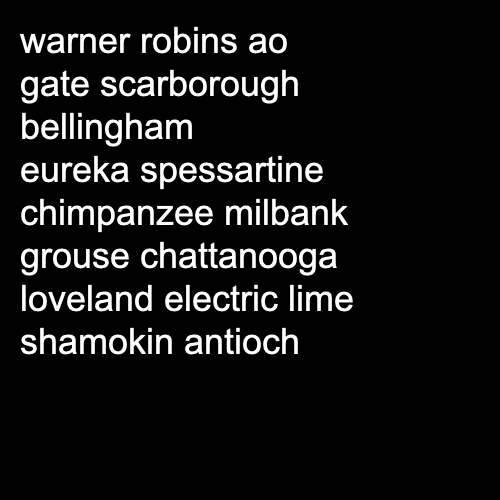 warner robins ao
gate scarborough
bellingham
eureka spessartine
chimpanzee milbank
grouse chattanooga
loveland electric lime
shamokin antioch